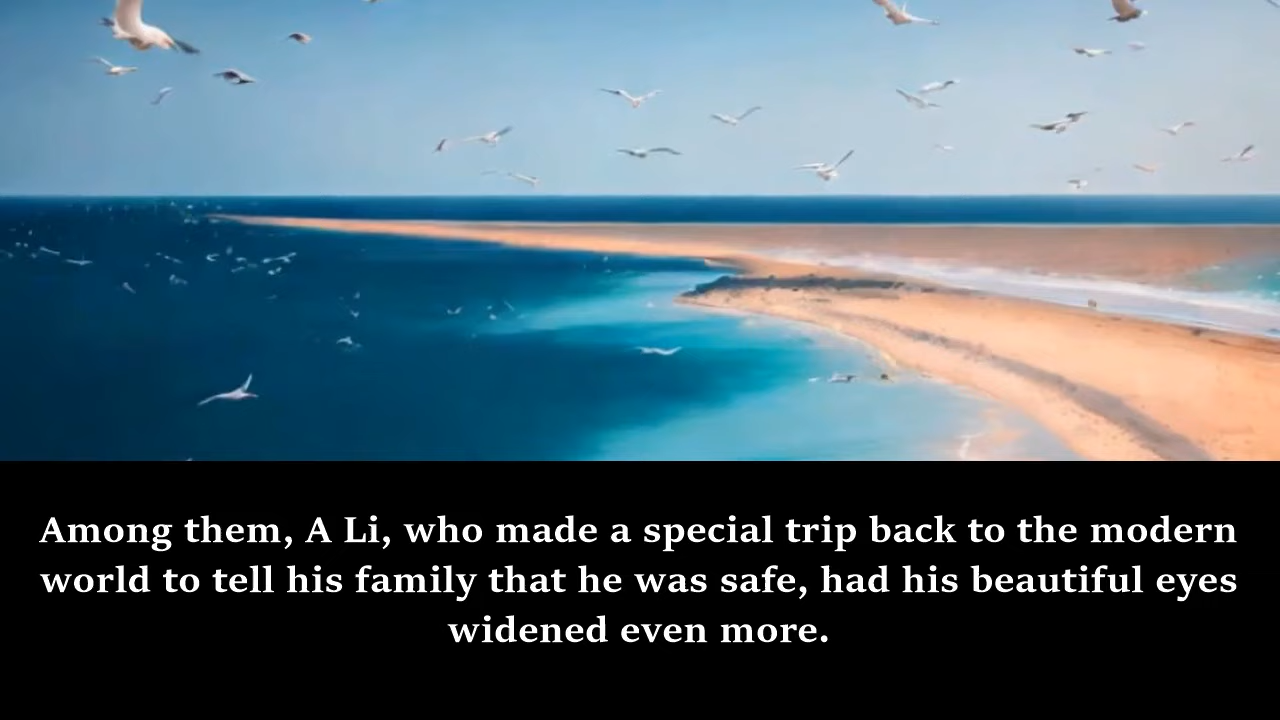 Among them, A Li, who made a special trip back to the modern
world to tell his family that he was safe, had his beautiful eyes
widened even more.